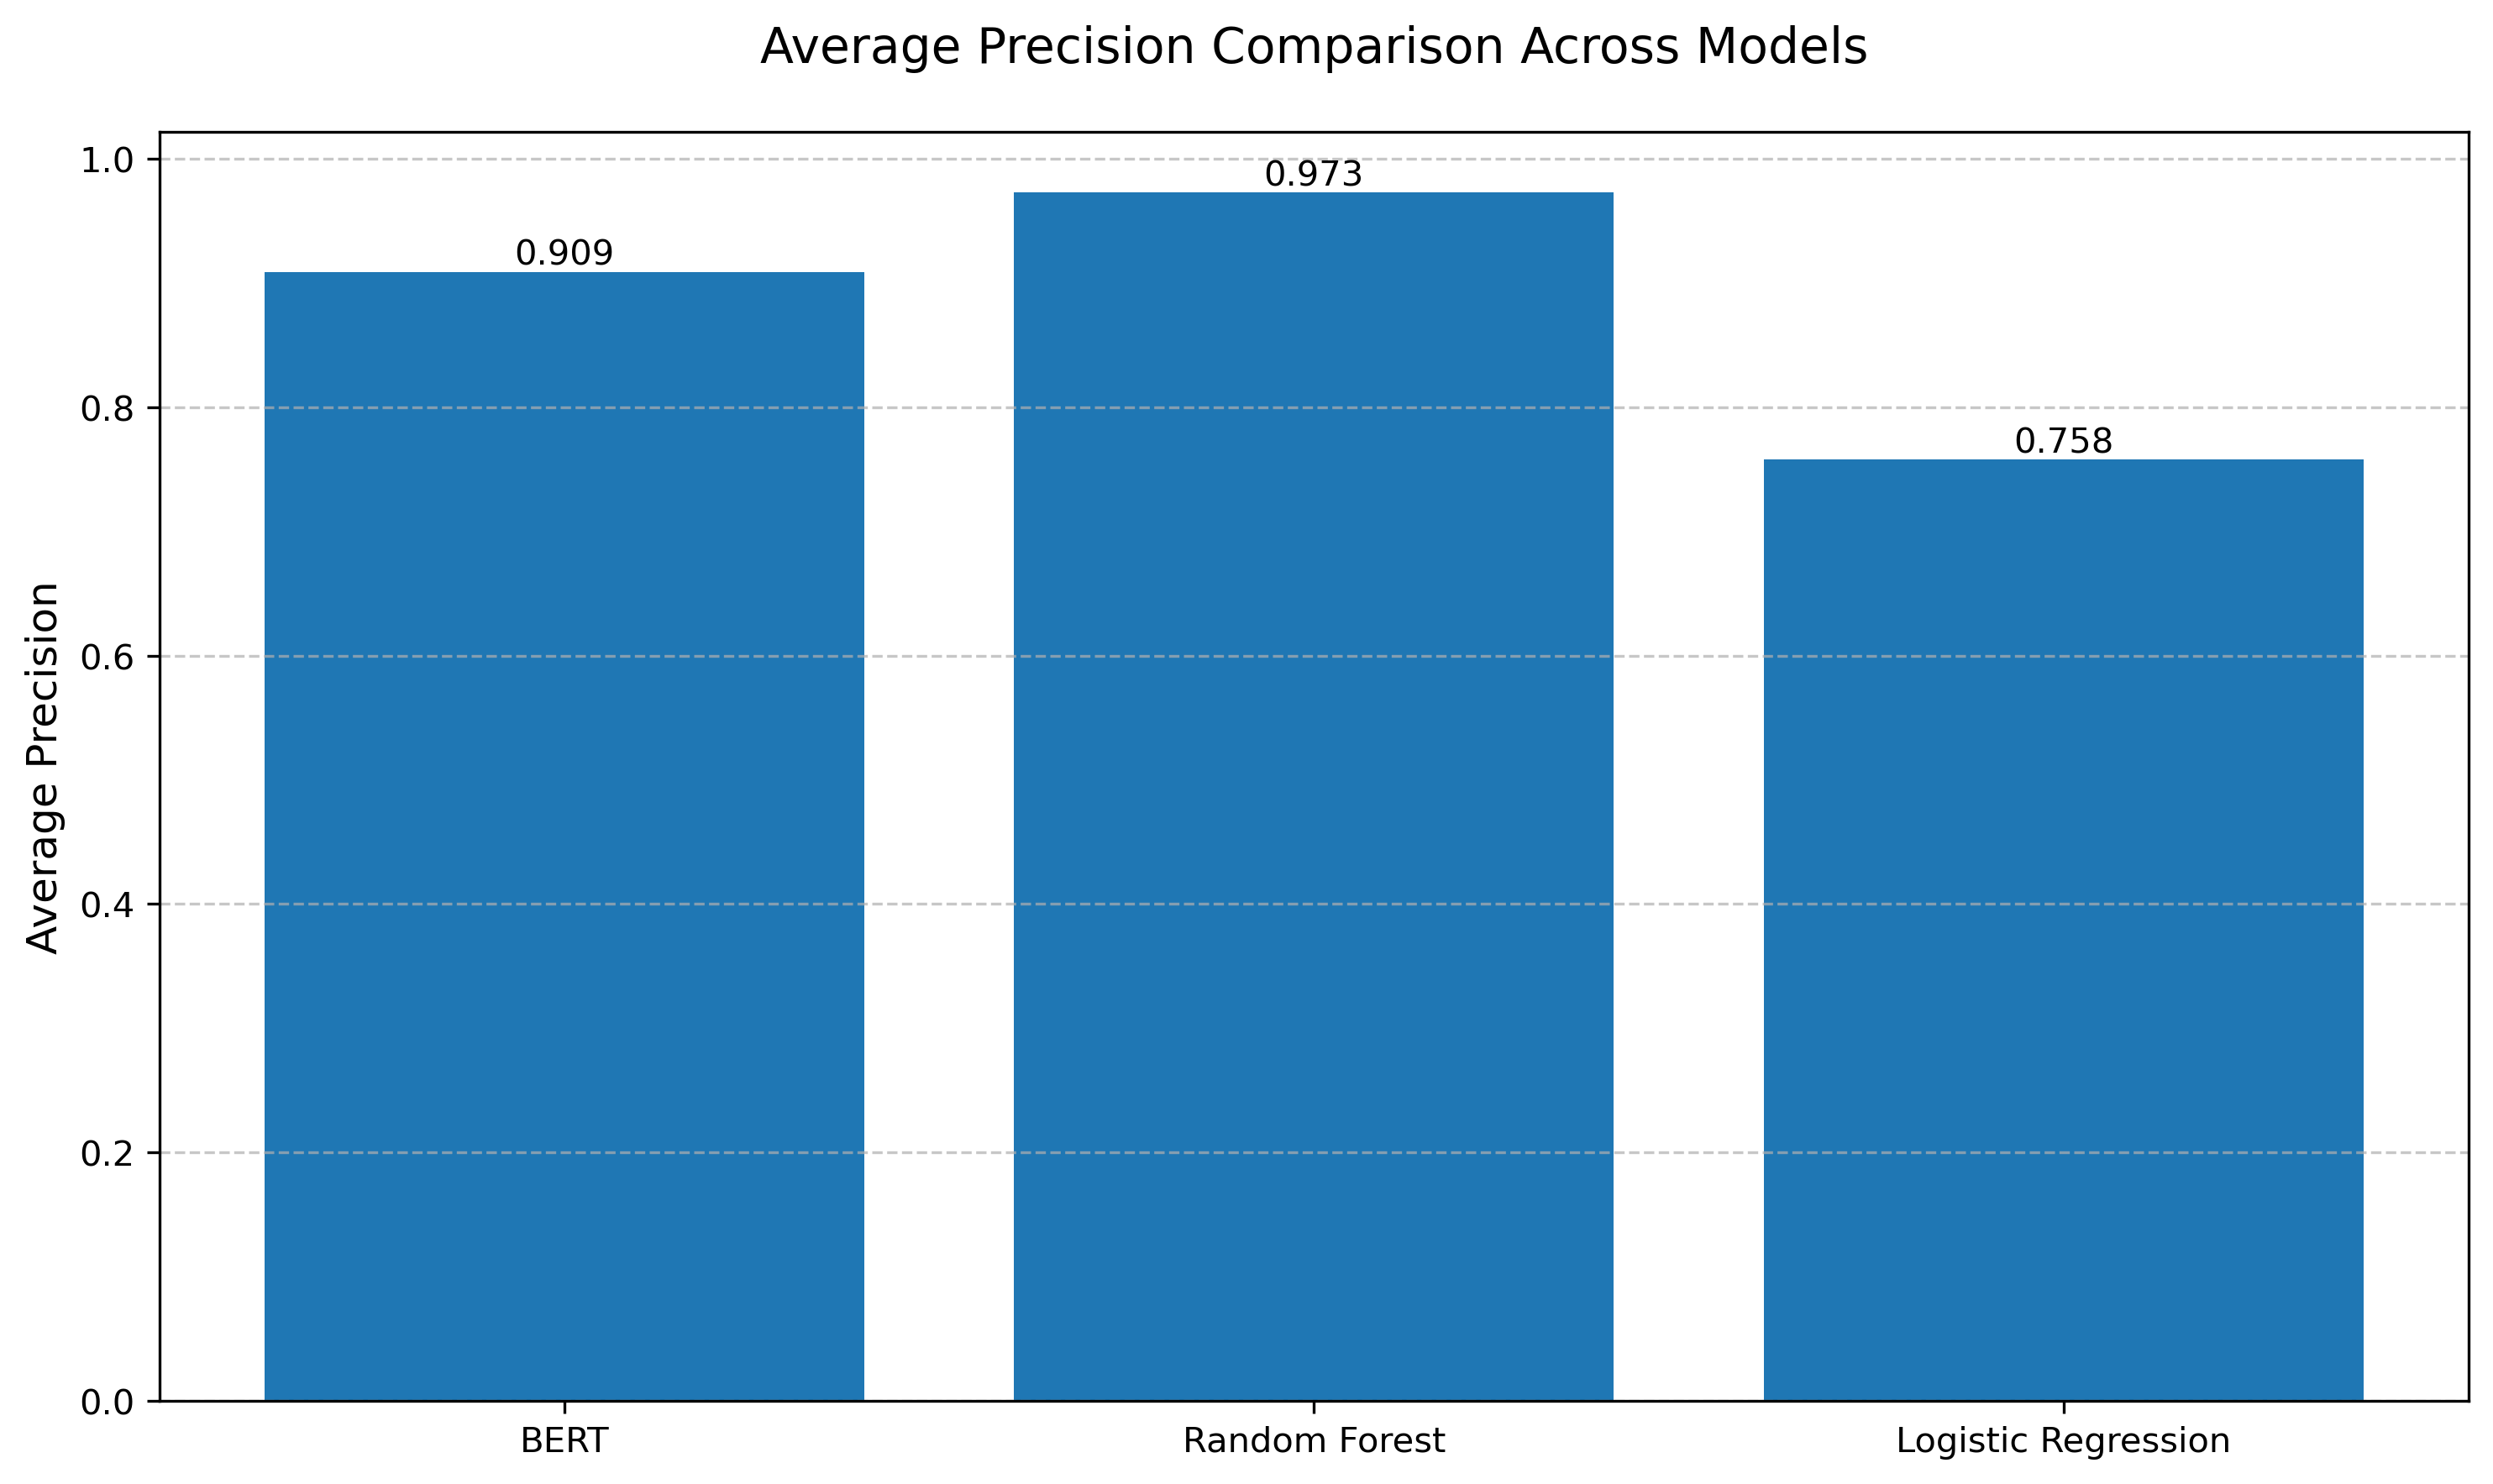 Average Precision Comparison Across Models
Average Precision
1.0
0.8
0.6
0.4
0.2
0.0
0.909
0.973
0.758
BERT
Random Forest
Logistic Regression